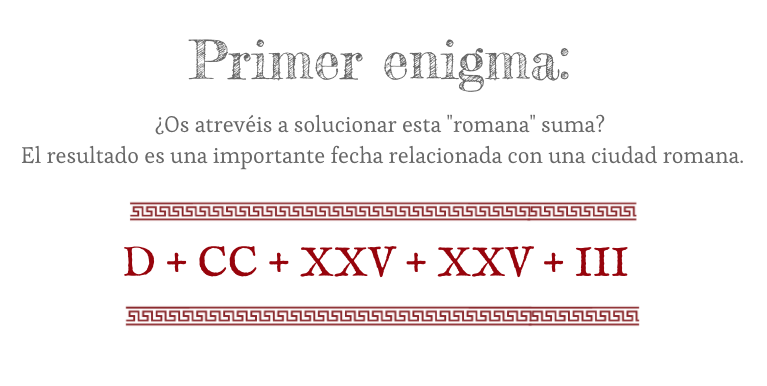 Primer enigma:
¿Os atrevéis a solucionar esta "romana" suma?
El resultado es una importante fecha relacionada con una ciudad romana.
D + CC + XXV + XXV + III